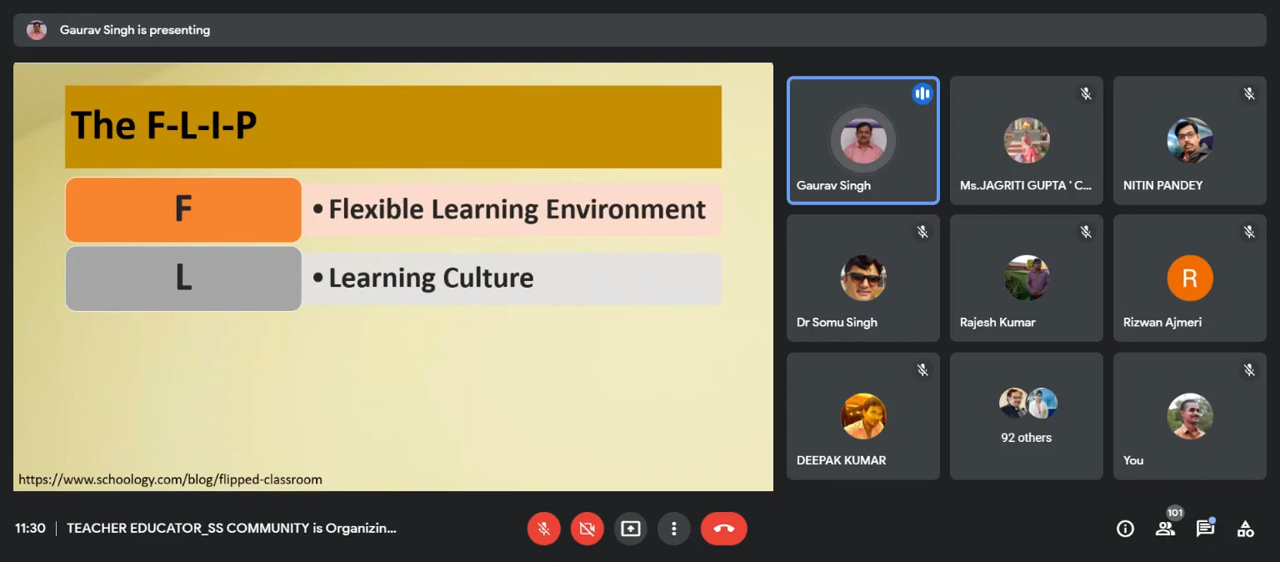 Gaurav Singh is presenting
The F-L-I-P
F
• Flexible Learning Environment
L
• Learning Culture
https://www.schoology.com/blog/flipped-classroom
Gaurav Singh
Ms.JAGRITI GUPTA ' C...
NITIN PANDEY
Dr Somu Singh
Rajesh Kumar
R
Rizwan Ajmeri
DEEPAK KUMAR
92 others
You
11:30 | TEACHER EDUCATOR_SS COMMUNITY is Organizin...
101